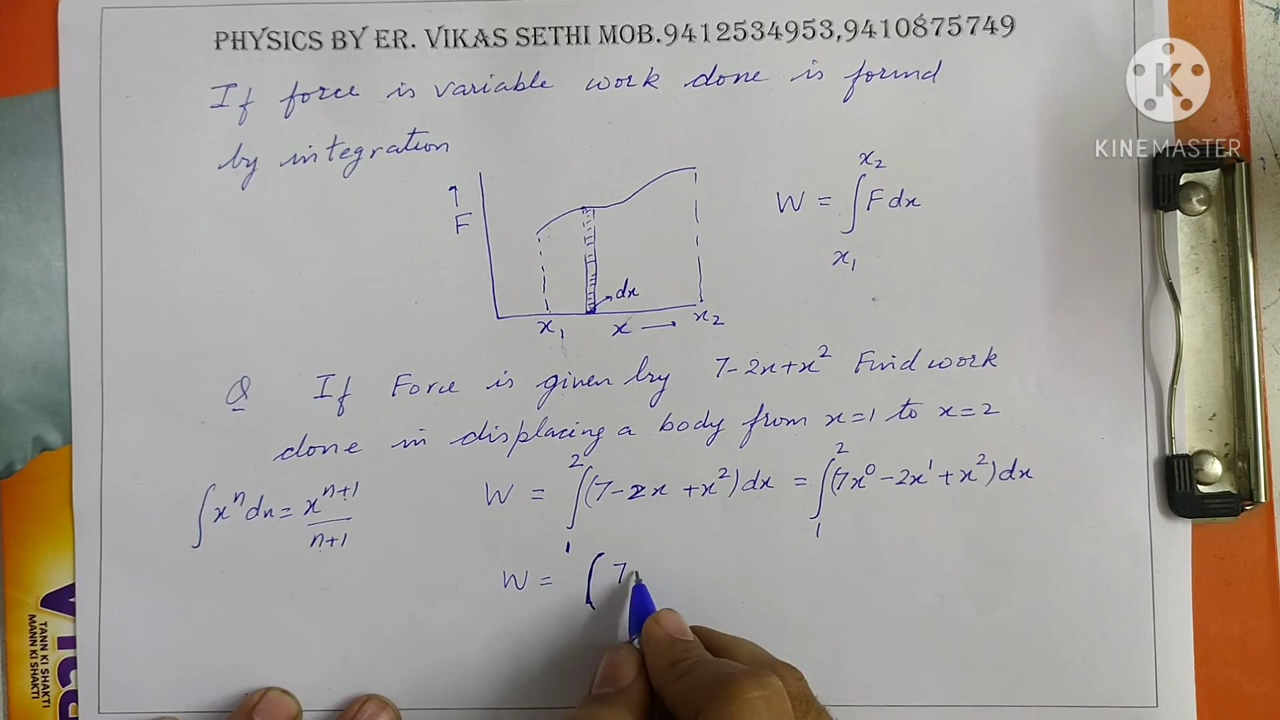 PHYSICS BY ER. VIKAS SETHI MOB.9412534953,9410875749
If force is variable work done is found
by integration
KINEMASTER
↑
F
dx
x₁ x → x₂
W = ∫ₓ₁ˣ² F dx
Q If Force is given by 7-2x+x² Find work
done in displacing a body from x=1 to x=2
∫xⁿdx = xⁿ⁺¹/n+1
W = ∫₁² (7-2x+x²)dx = ∫₁² (7x⁰-2x¹+x²)dx
W = (7
TANN KI SHAKTI
MANN KI SHAKTI